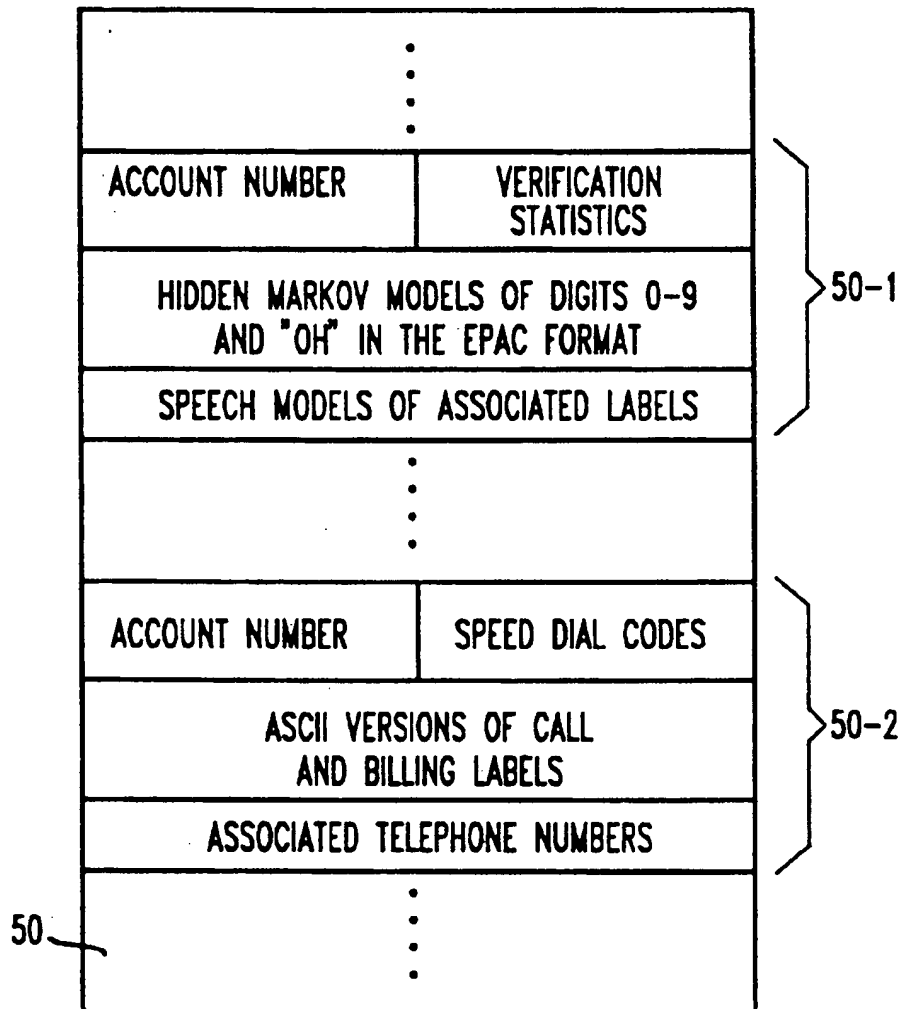 ACCOUNT NUMBER
VERIFICATION
STATISTICS
HIDDEN MARKOV MODELS OF DIGITS 0-9
AND "OH" IN THE EPAC FORMAT
SPEECH MODELS OF ASSOCIATED LABELS
50-1
ACCOUNT NUMBER
SPEED DIAL CODES
ASCII VERSIONS OF CALL
AND BILLING LABELS
ASSOCIATED TELEPHONE NUMBERS
50-2
50